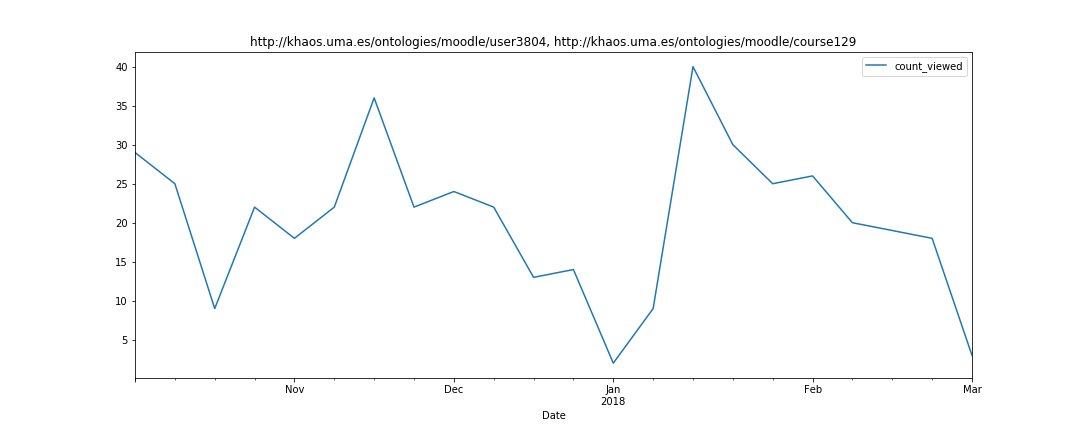 http://khaos.uma.es/ontologies/moodle/user3804, http://khaos.uma.es/ontologies/moodle/course129
count_viewed
40
35
30
25
20
15
10
5
Nov
Dec
Jan
2018
Feb
Mar
Date